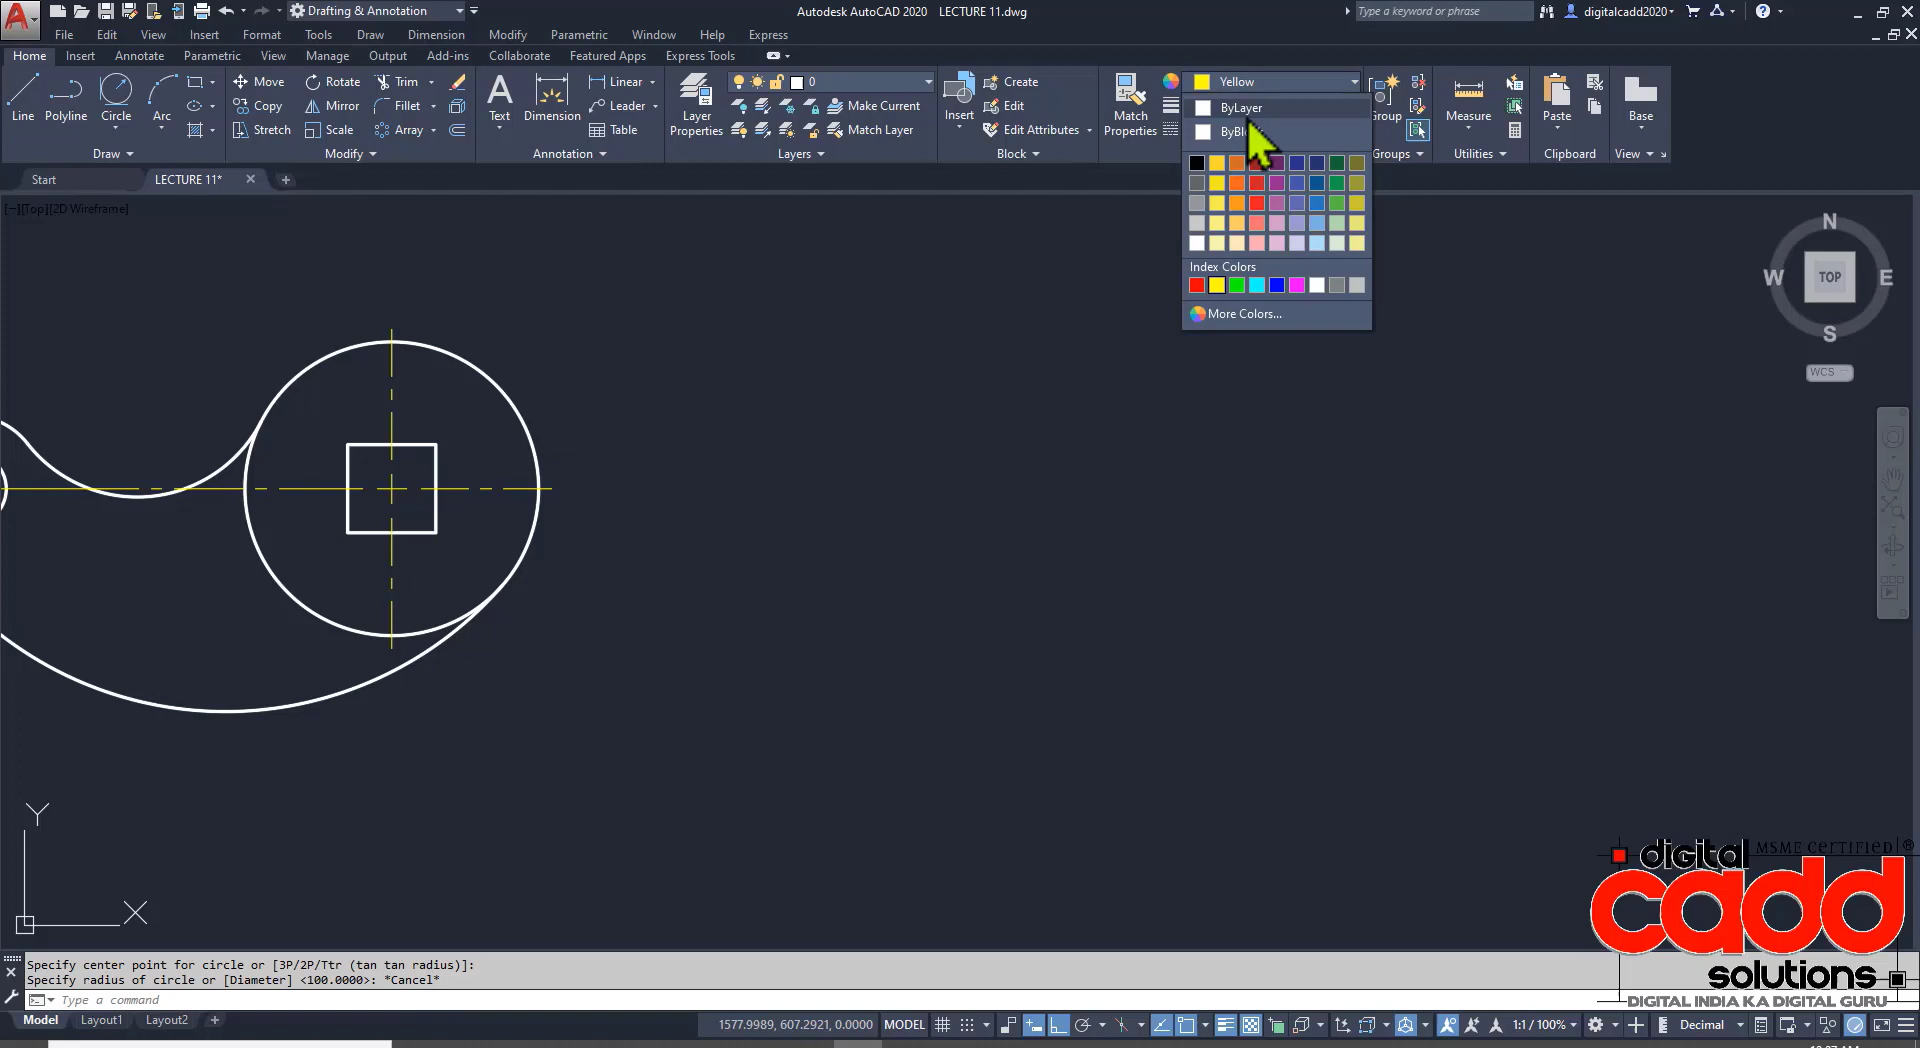 Drafting & Annotation
Autodesk AutoCAD 2020 LECTURE 11.dwg
Type a keyword or phrase
digitalcadd2020
File Edit View Insert Format Tools Draw Dimension Modify Parametric Window Help Express
Home Insert Annotate Parametric View Manage Output Add-ins Collaborate Featured Apps Express Tools
Line Polyline Circle Arc
Draw
Move Rotate Trim
Copy Mirror Fillet
Stretch Scale Array
Modify
Text Dimension
Linear
Leader
Table
Annotation
Layer Properties
0
Make Current
Match Layer
Layers
Insert
Create
Edit
Edit Attributes
Block
Match Properties
Yellow
ByLayer
Index Colors
More Colors...
Groups
Measure
Utilities
Paste
Clipboard
Base
View
Start
LECTURE 11*
[−][Top][2D Wireframe]
N
W TOP E
S
WCS
Y
X
digital MSME CERTIFIED ®
cadd
solutions
DIGITAL INDIA KA DIGITAL GURU
Specify center point for circle or [3P/2P/Ttr (tan tan radius)]:
Specify radius of circle or [Diameter] <100.0000>: *Cancel*
Type a command
Model Layout1 Layout2
1577.9989, 607.2921, 0.0000 MODEL
1:1 / 100%
Decimal